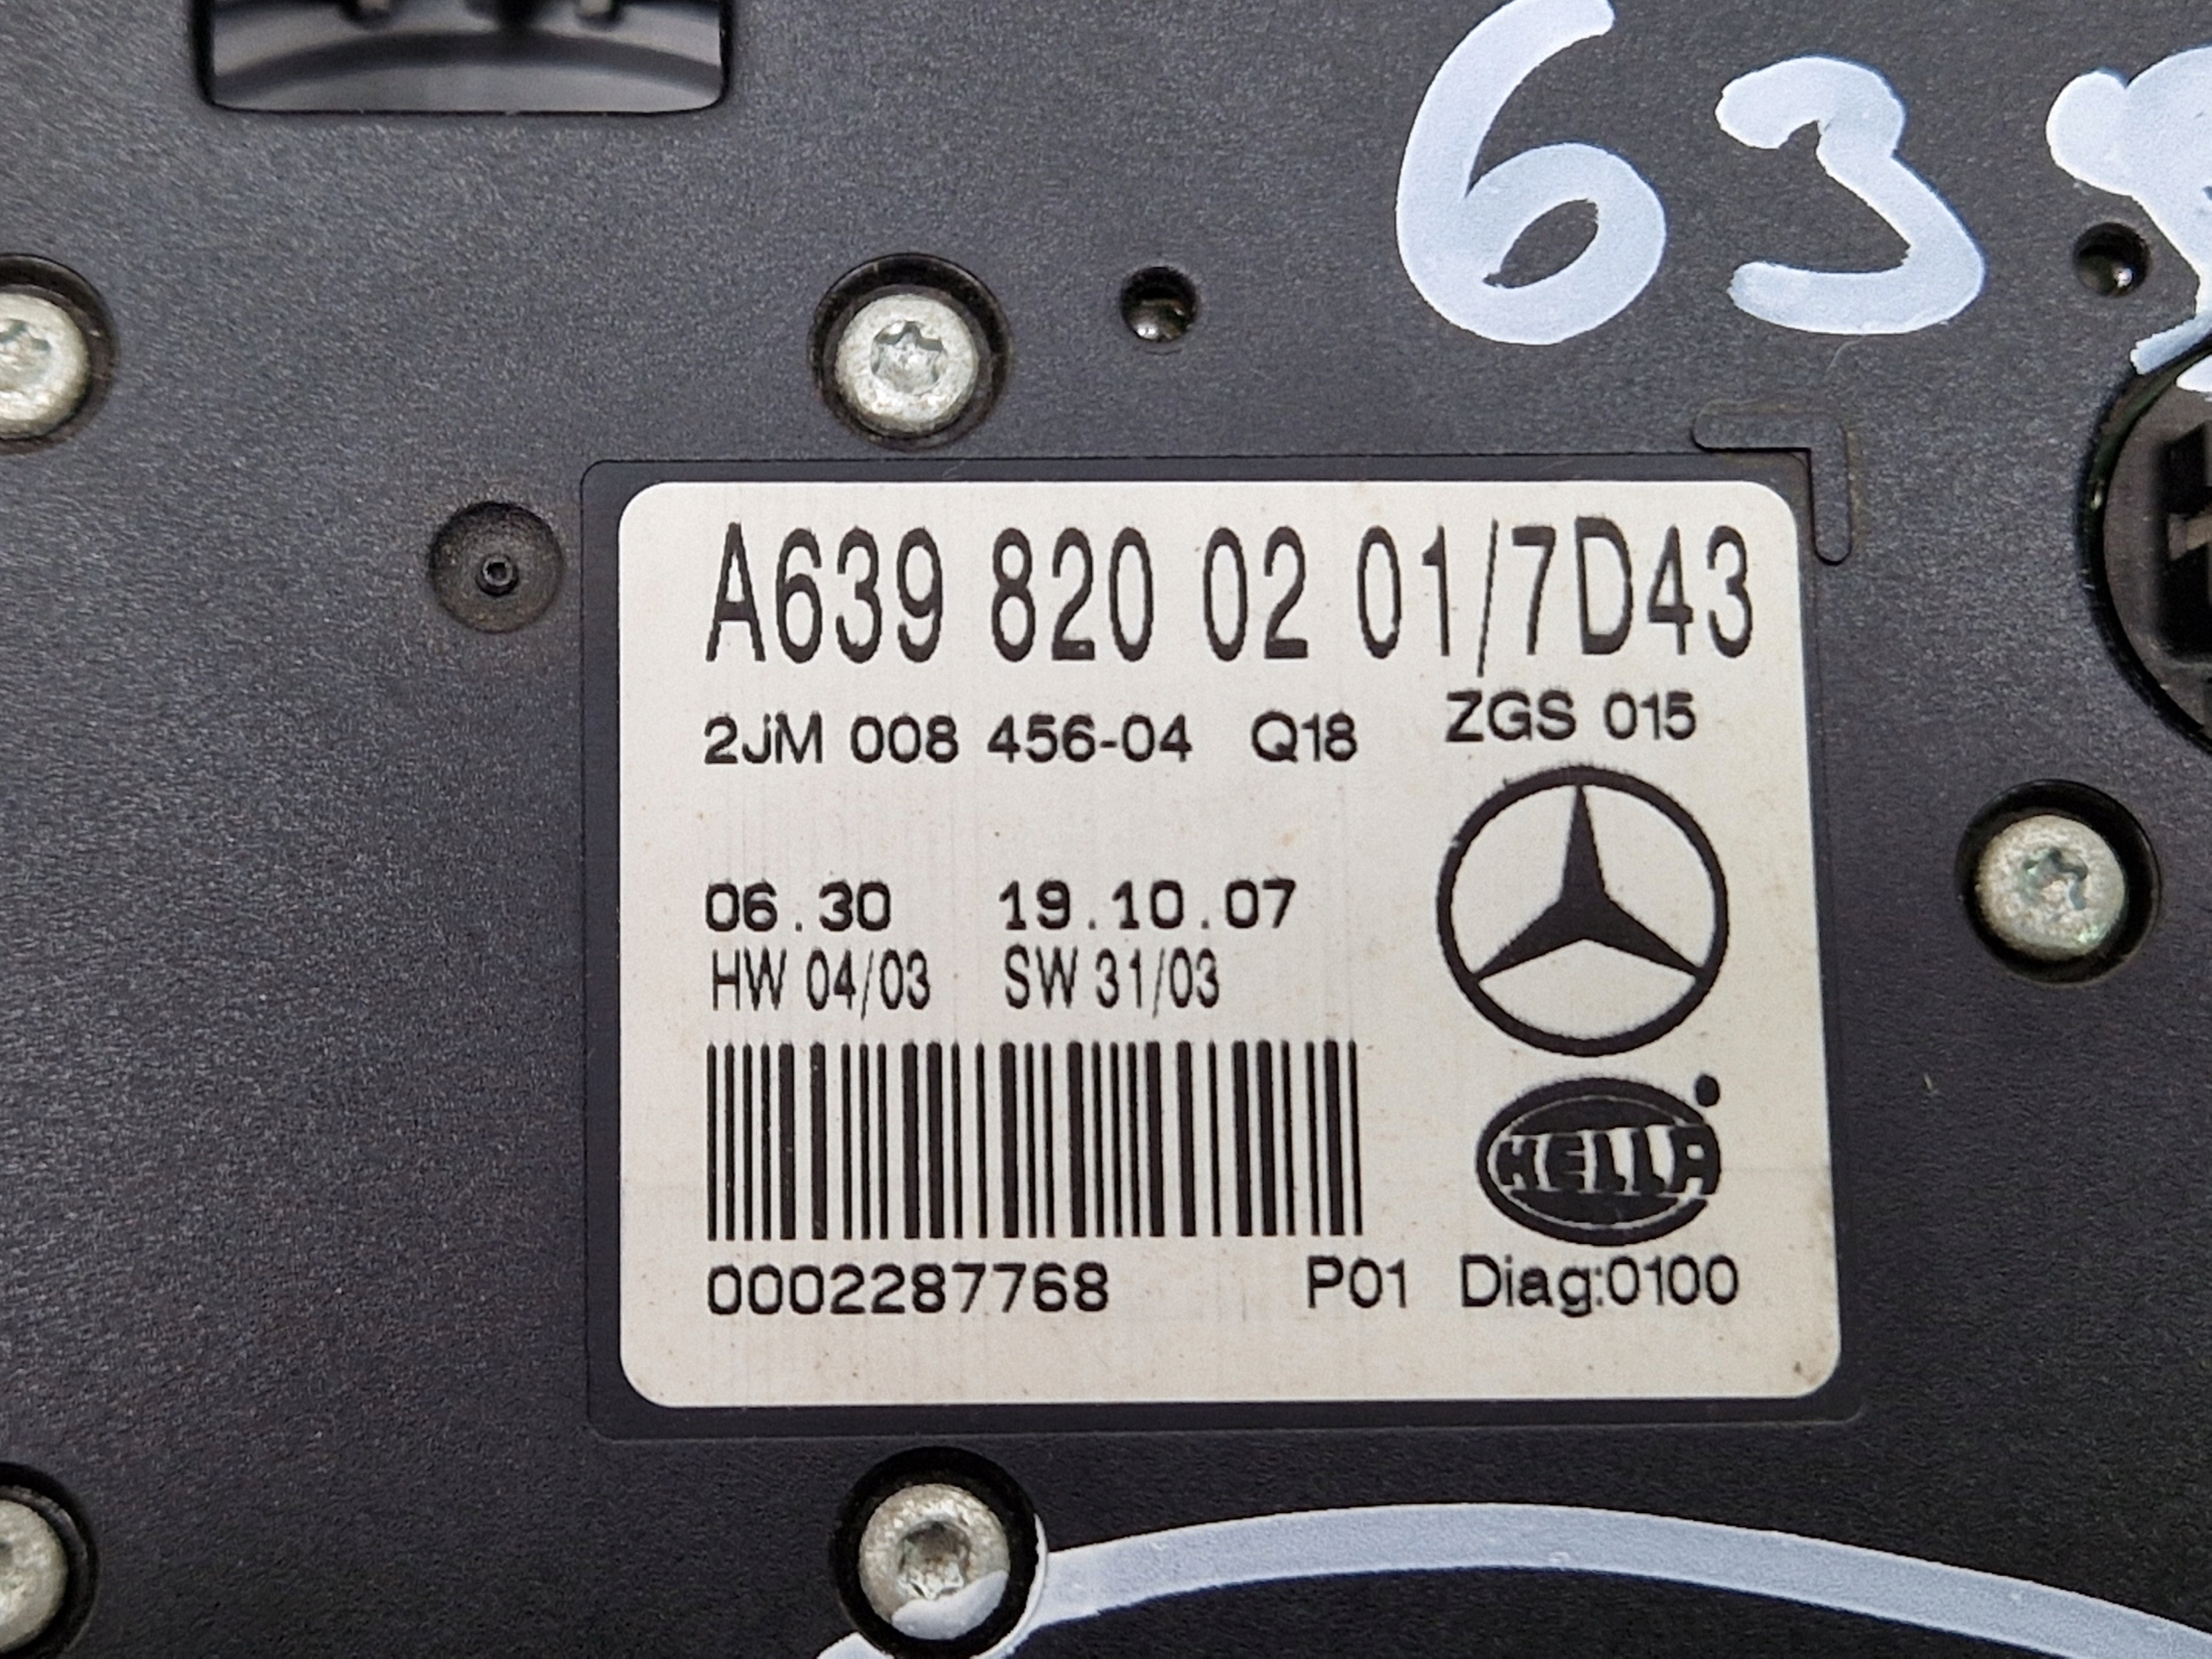 63
A639 820 02 01/7D43
2JM 008 456-04 Q18 ZGS 015
06.30 19.10.07
HW 04/03 SW 31/03
HELLA
0002287768 P01 Diag:0100